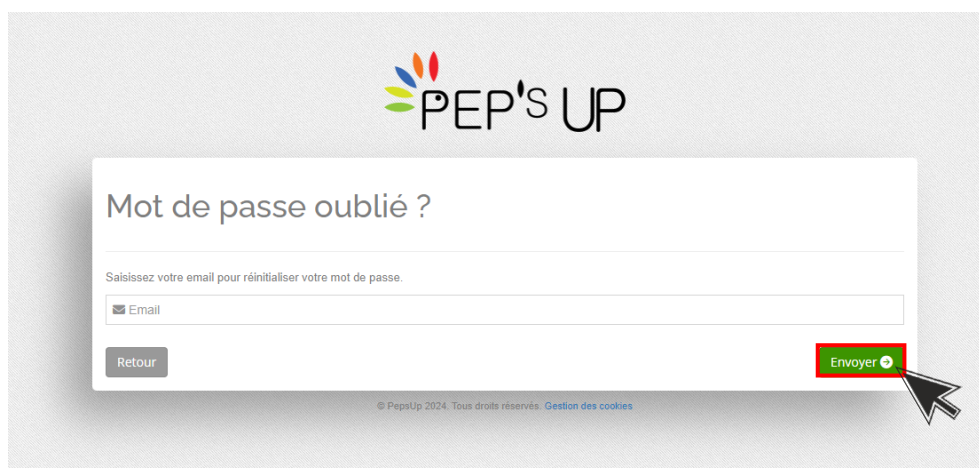 PEP'S UP
Mot de passe oublié ?
Saisissez votre email pour réinitialiser votre mot de passe.
Email
Retour
Envoyer
© PepsUp 2024. Tous droits réservés. Gestion des cookies